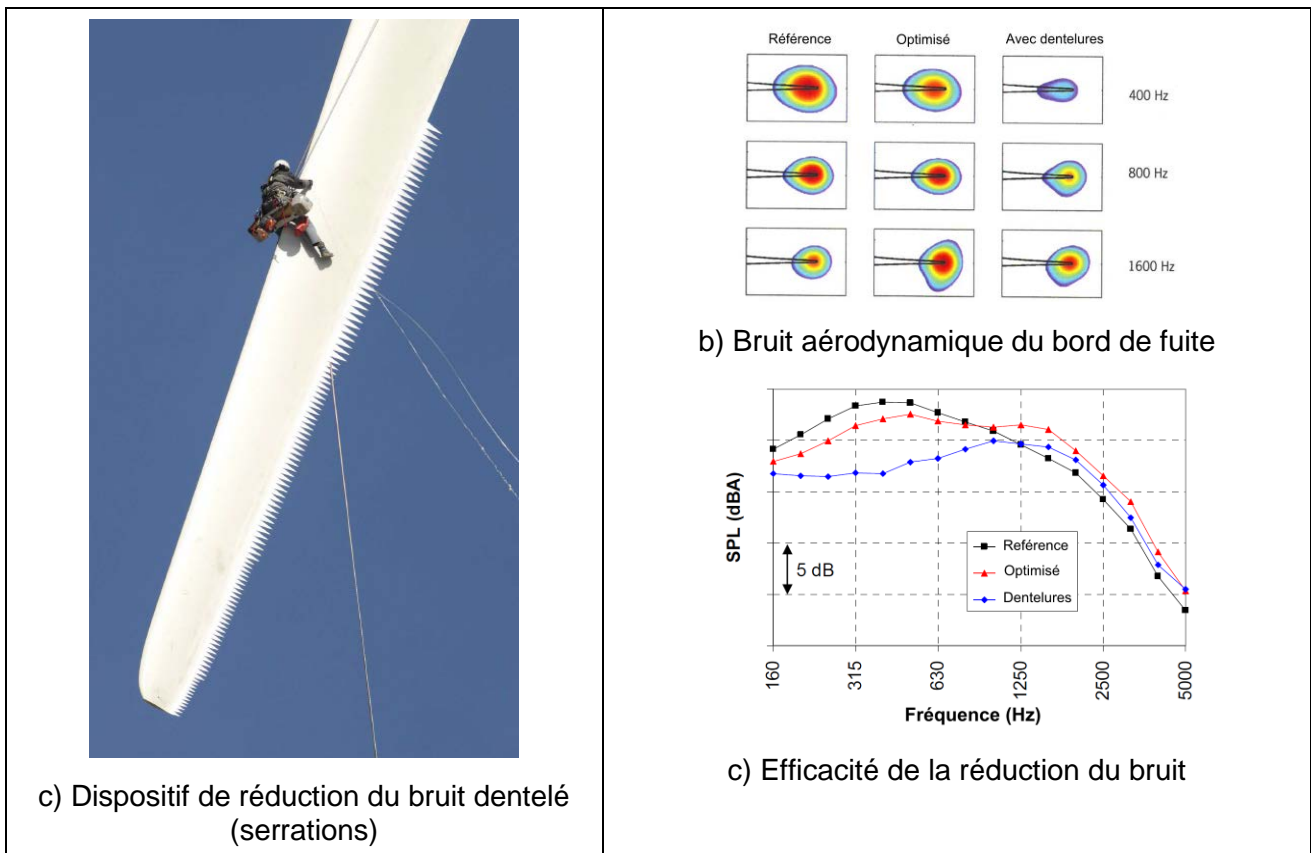 c) Dispositif de réduction du bruit dentelé
(serrations)
Référence Optimisé Avec dentelures
400 Hz
800 Hz
1600 Hz
b) Bruit aérodynamique du bord de fuite
SPL (dBA)
5 dB
Reférence
Optimisé
Dentelures
160 315 630 1250 2500 5000
Fréquence (Hz)
c) Efficacité de la réduction du bruit